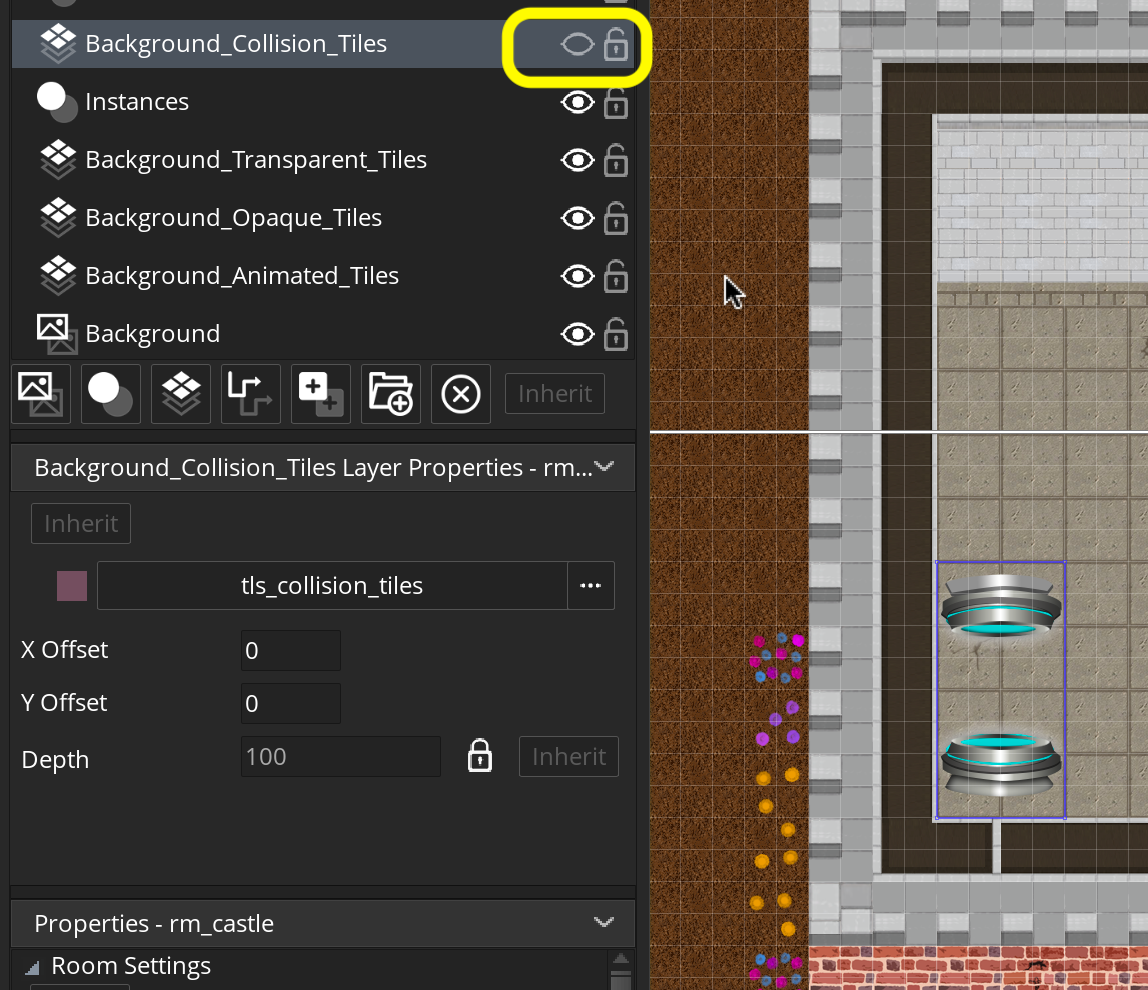 Background_Collision_Tiles
Instances
Background_Transparent_Tiles
Background_Opaque_Tiles
Background_Animated_Tiles
Background
Inherit
Background_Collision_Tiles Layer Properties - rm...
Inherit
tls_collision_tiles
...
X Offset 0
Y Offset 0
Depth 100 Inherit
Properties - rm_castle
Room Settings